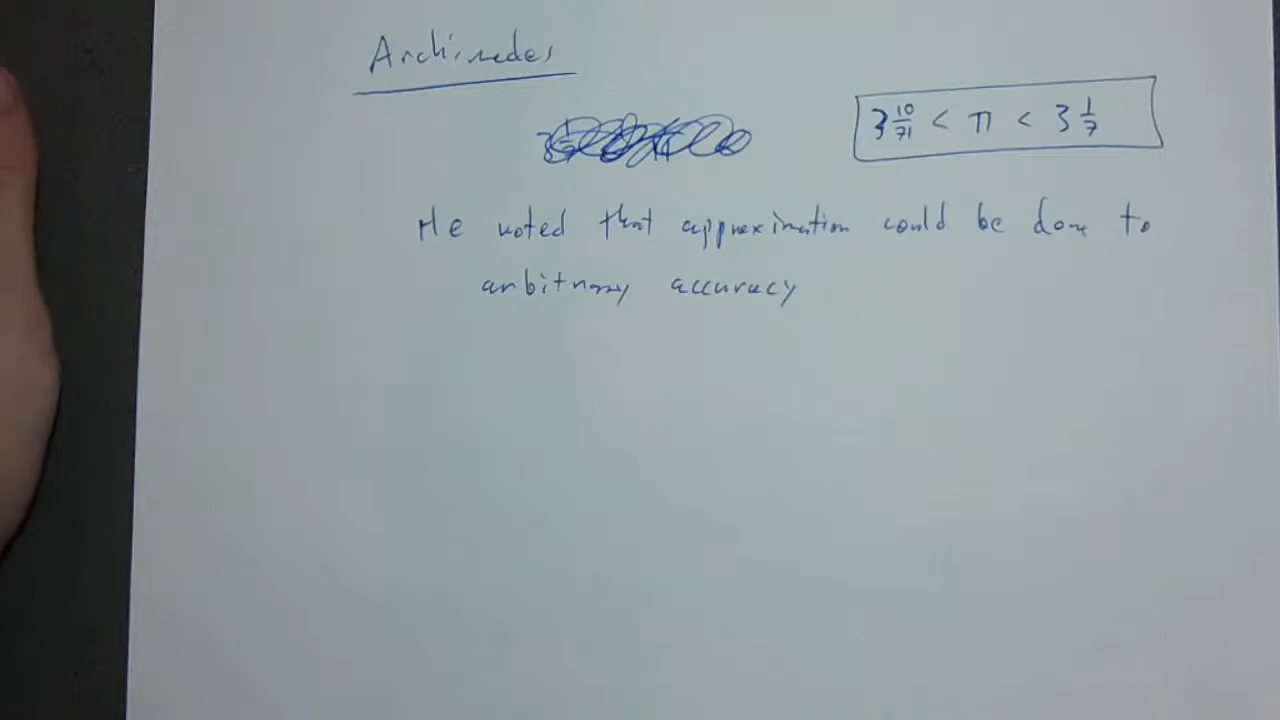 Archimedes
3 10/71 < π < 3 1/7
He noted that approximation could be done to
arbitrary accuracy